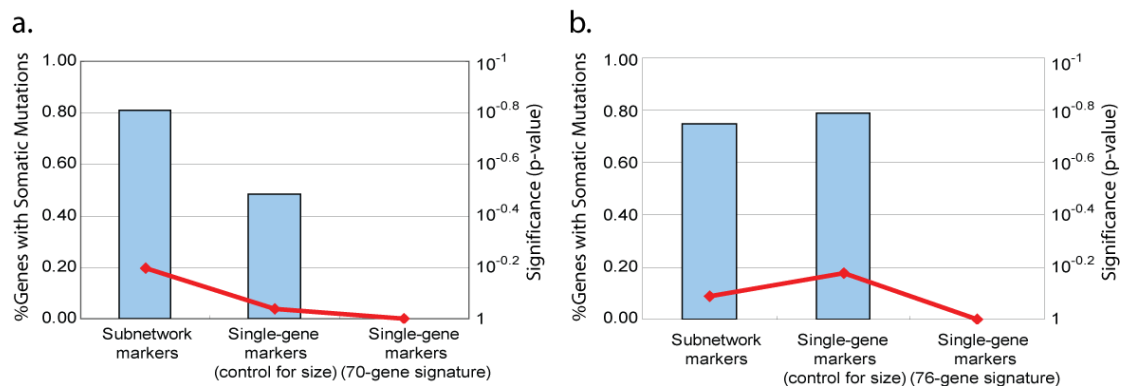 a.
%Genes with Somatic Mutations
1.00
0.80
0.60
0.40
0.20
0.00
10-1
10-0.8
10-0.6
10-0.4
10-0.2
1
Significance (p-value)
Subnetwork
markers
Single-gene
markers
(control for size)
Single-gene
markers
(70-gene signature)
b.
%Genes with Somatic Mutations
1.00
0.80
0.60
0.40
0.20
0.00
10-1
10-0.8
10-0.6
10-0.4
10-0.2
1
Significance (p-value)
Subnetwork
markers
Single-gene
markers
(control for size)
Single-gene
markers
(76-gene signature)